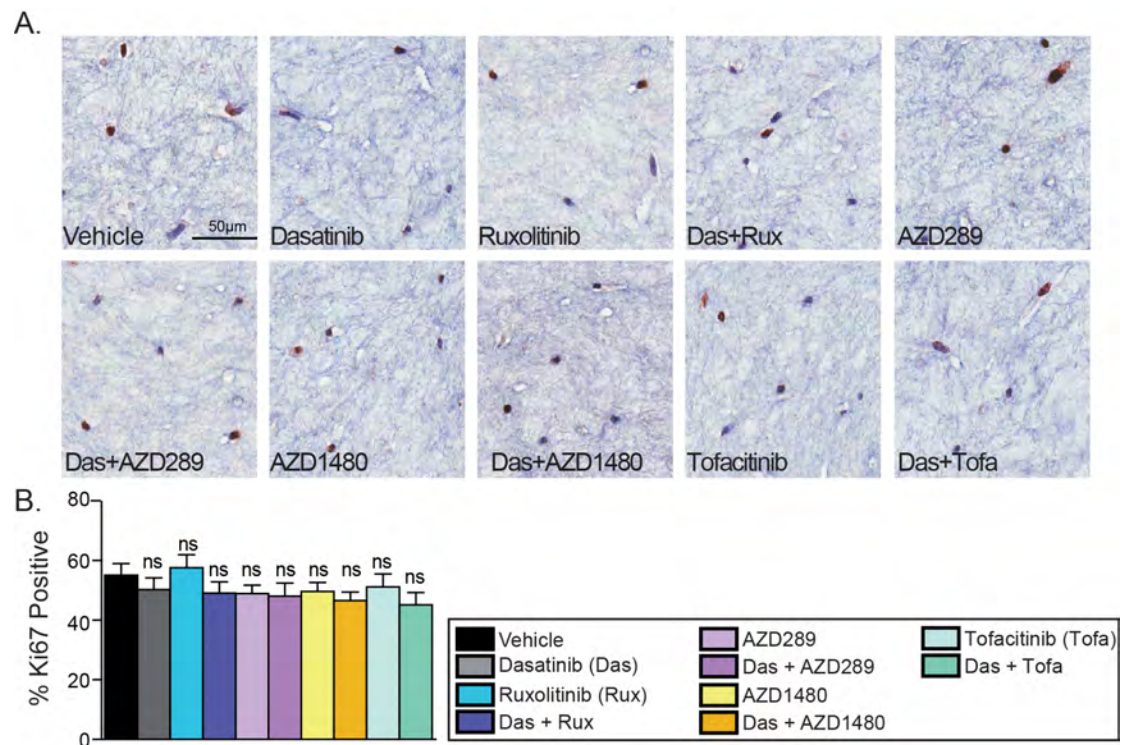 A.
Vehicle
50µm
Dasatinib
Ruxolitinib
Das+Rux
AZD289
Das+AZD289
AZD1480
Das+AZD1480
Tofacitinib
Das+Tofa
B.
% Ki67 Positive
80
60
40
20
0
ns ns ns ns ns ns ns ns ns
Vehicle
Dasatinib (Das)
Ruxolitinib (Rux)
Das + Rux
AZD289
Das + AZD289
AZD1480
Das + AZD1480
Tofacitinib (Tofa)
Das + Tofa